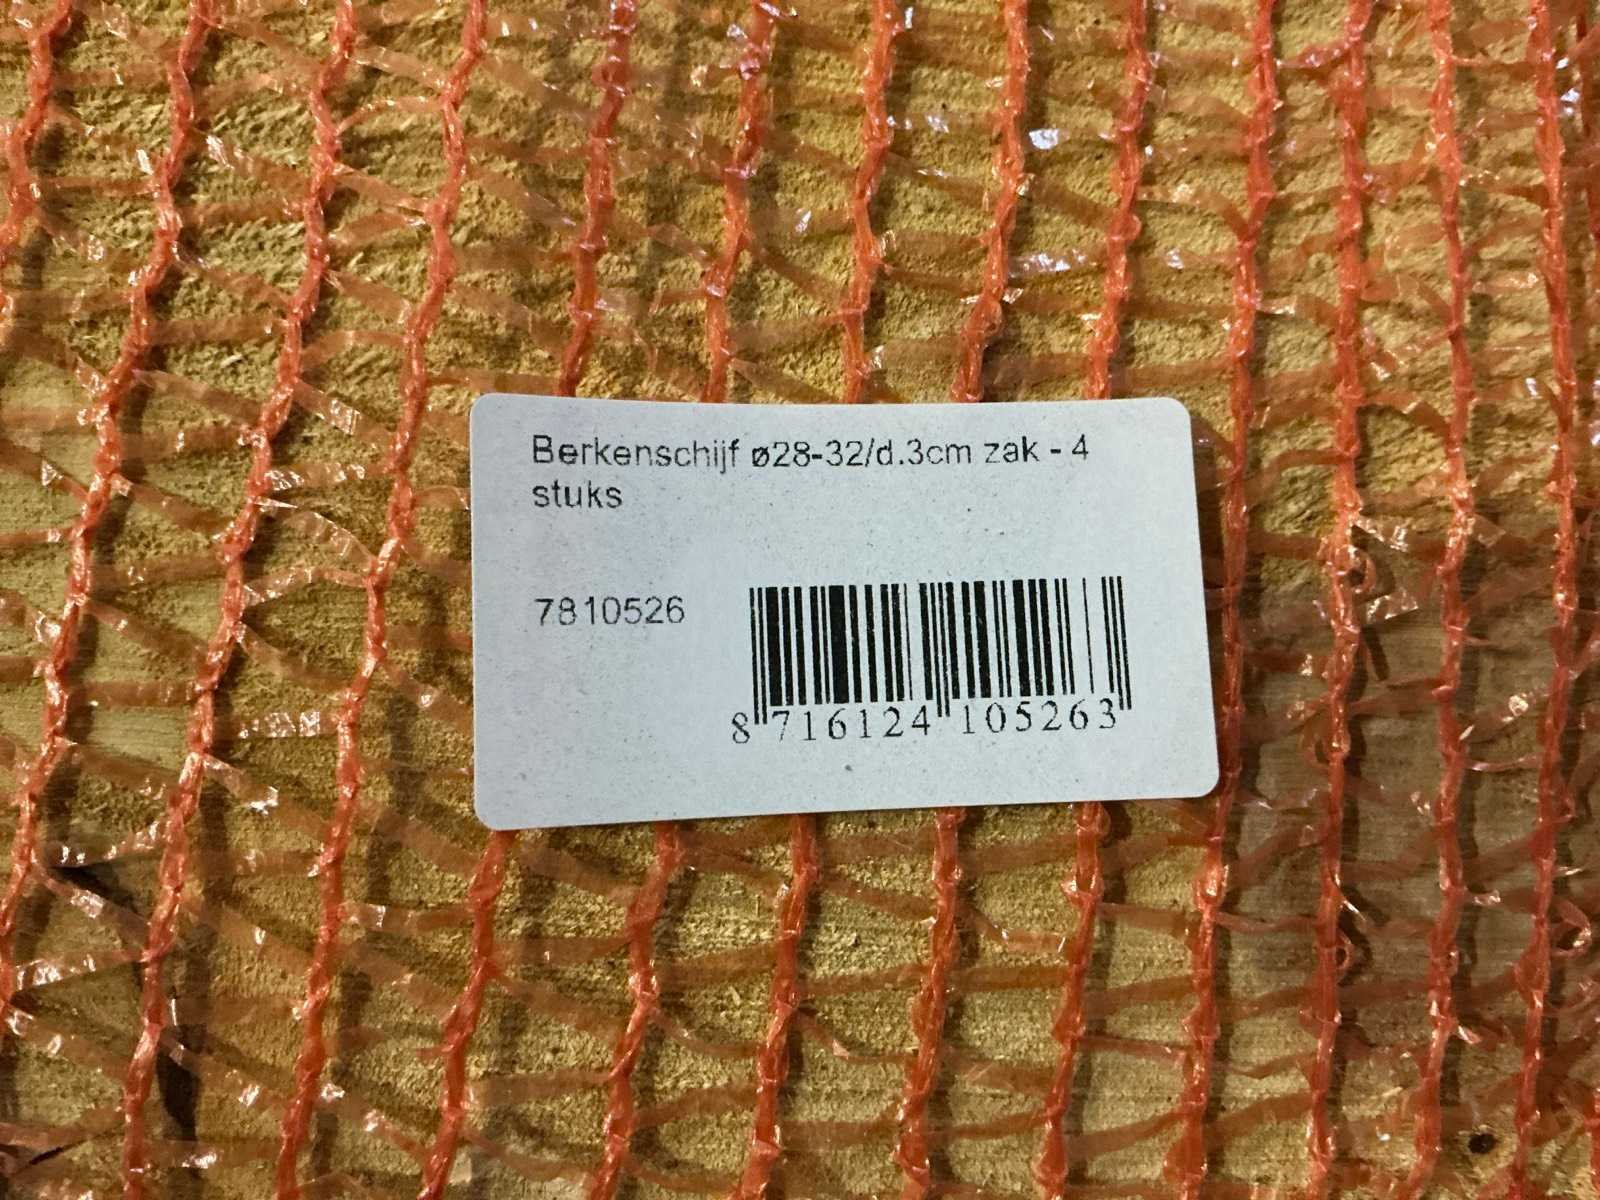 Berkenschijf ø28-32/d.3cm zak - 4
stuks
7810526
8 716124 105263